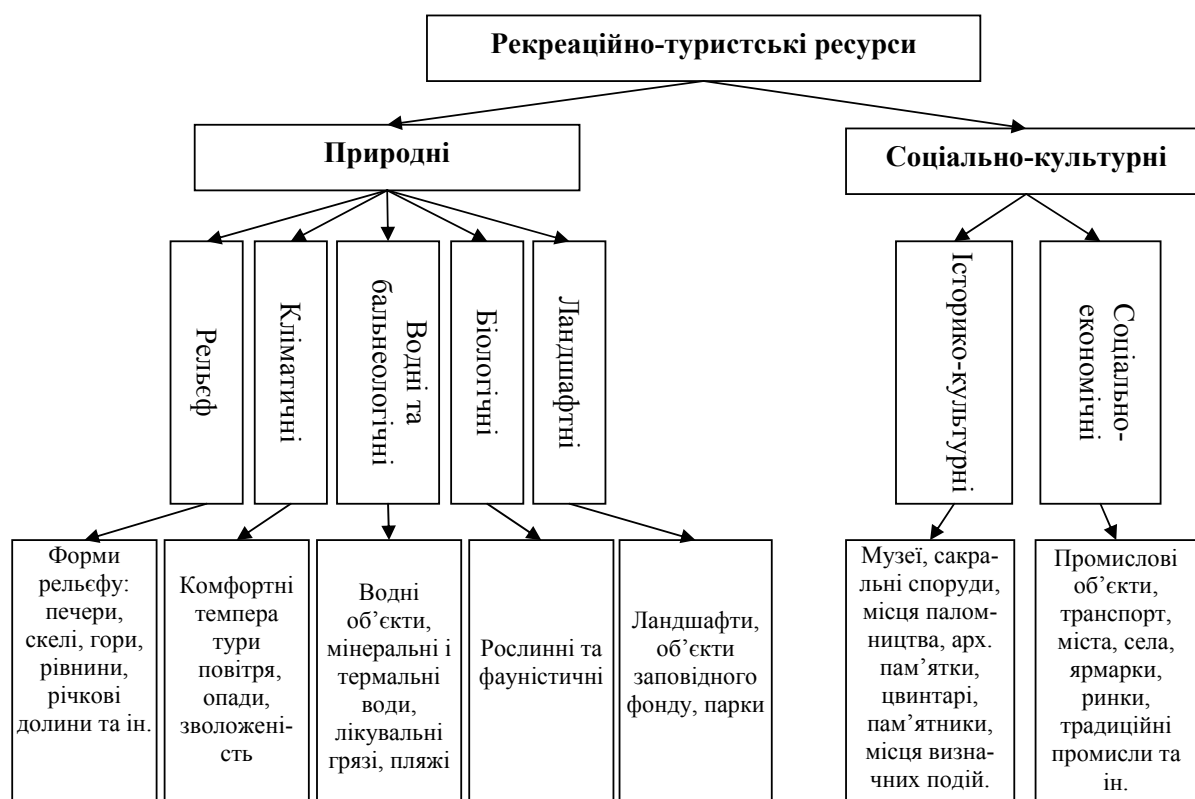 Рекреаційно-туристські ресурси
Природні
Соціально-культурні
Рельєф
Кліматичні
Водні та
бальнеологічні
Біологічні
Ландшафтні
Історико-культурні
Соціально-
економічні
Форми
рельєфу:
печери,
скелі, гори,
рівнини,
річкові
долини та ін.
Комфортні
темпера
тури
повітря,
опади,
зволожені-
сть
Водні
об’єкти,
мінеральні і
термальні
води,
лікувальні
грязі, пляжі
Рослинні та
фауністичні
Ландшафти,
об’єкти
заповідного
фонду, парки
Музеї, сакра-
льні споруди,
місця палом-
ництва, арх.
пам’ятки,
цвинтарі,
пам’ятники,
місця визна-
чних подій.
Промислові
об’єкти,
транспорт,
міста, села,
ярмарки,
ринки,
традиційні
промисли та
ін.